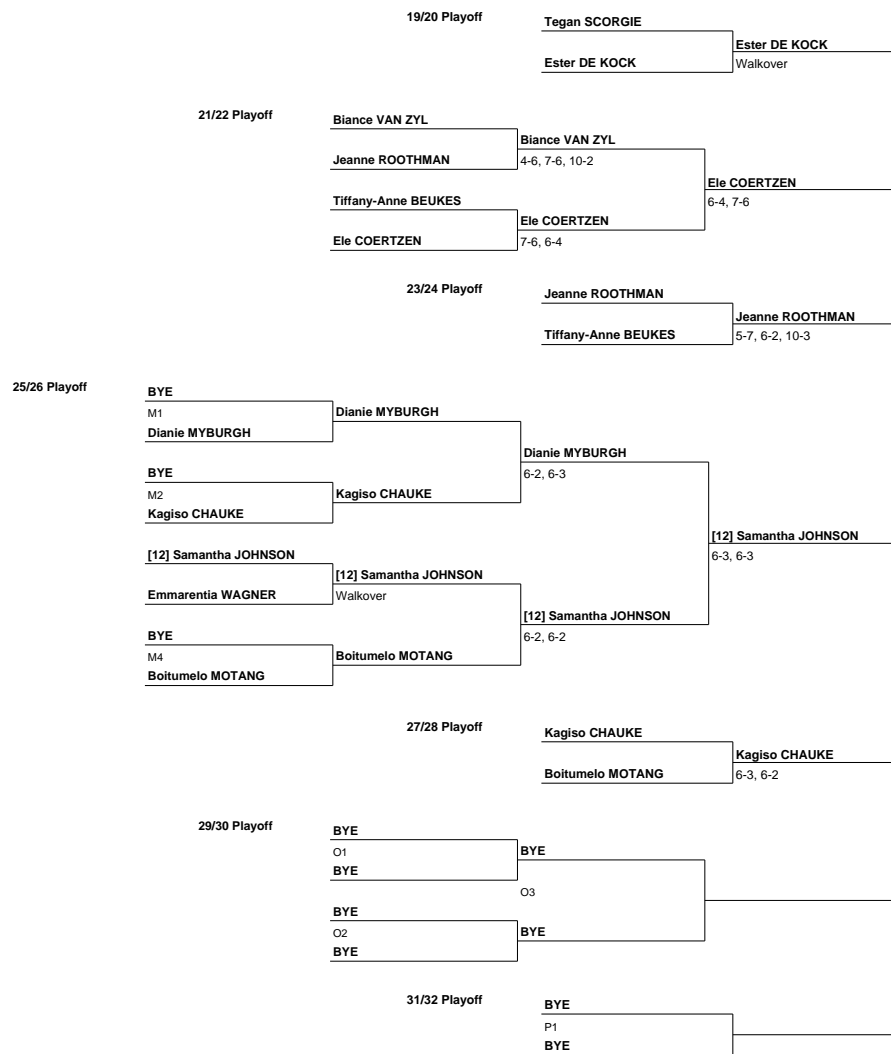 19/20 Playoff
Tegan SCORGIE
Ester DE KOCK
Ester DE KOCK
Walkover
21/22 Playoff
Biance VAN ZYL
Biance VAN ZYL
Jeanne ROOTHMAN
4-6, 7-6, 10-2
Ele COERTZEN
Tiffany-Anne BEUKES
6-4, 7-6
Ele COERTZEN
Ele COERTZEN
7-6, 6-4
23/24 Playoff
Jeanne ROOTHMAN
Jeanne ROOTHMAN
Tiffany-Anne BEUKES
5-7, 6-2, 10-3
25/26 Playoff
BYE
M1
Dianie MYBURGH
Dianie MYBURGH
Dianie MYBURGH
BYE
6-2, 6-3
M2
Kagiso CHAUKE
Kagiso CHAUKE
[12] Samantha JOHNSON
[12] Samantha JOHNSON
6-3, 6-3
[12] Samantha JOHNSON
Emmarentia WAGNER
Walkover
[12] Samantha JOHNSON
BYE
6-2, 6-2
M4
Boitumelo MOTANG
Boitumelo MOTANG
27/28 Playoff
Kagiso CHAUKE
Kagiso CHAUKE
Boitumelo MOTANG
6-3, 6-2
29/30 Playoff
BYE
O1
BYE
BYE
O3
BYE
O2
BYE
BYE
31/32 Playoff
BYE
P1
BYE